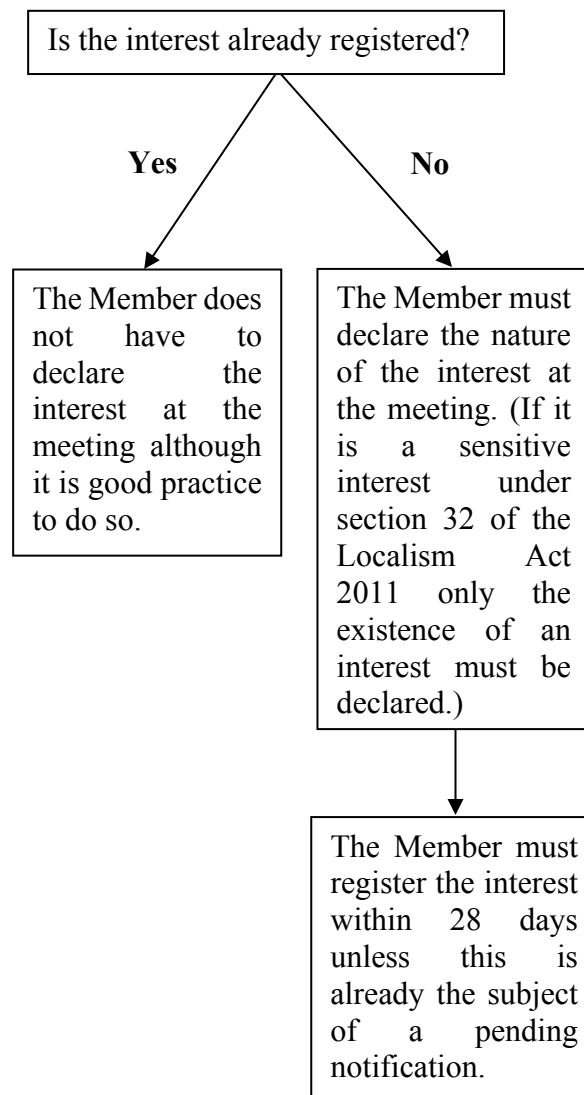 Is the interest already registered?
Yes
No
The Member does
not have to
declare the
interest at the
meeting although
it is good practice
to do so.
The Member must
declare the nature
of the interest at
the meeting. (If it
is a sensitive
interest under
section 32 of the
Localism Act
2011 only the
existence of an
interest must be
declared.)
The Member must
register the interest
within 28 days
unless this is
already the subject
of a pending
notification.